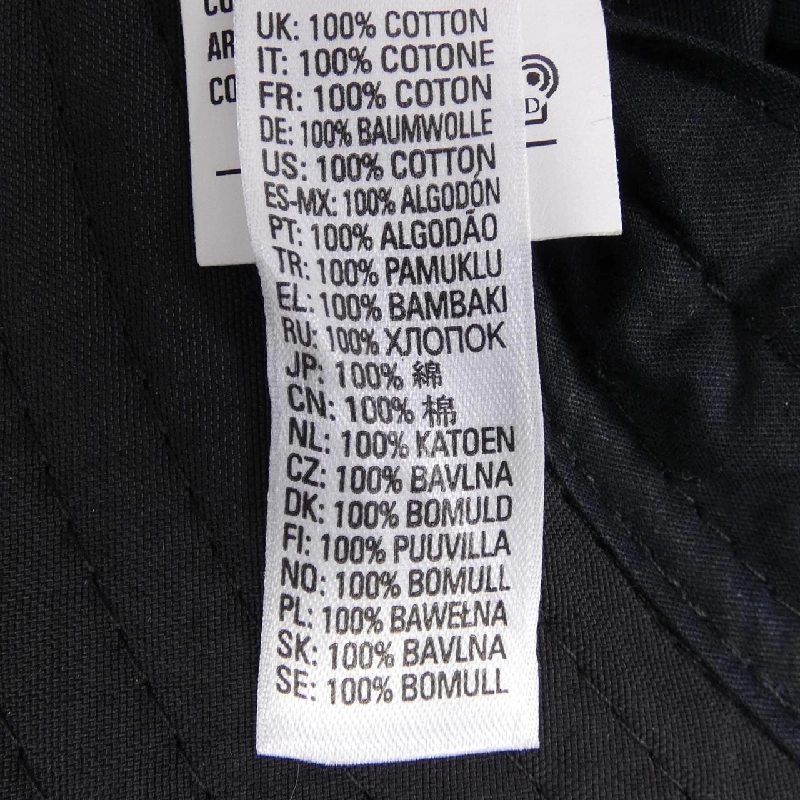 CO
AR
CO
D
UK: 100% COTTON
IT: 100% COTONE
FR: 100% COTON
DE: 100% BAUMWOLLE
US: 100% COTTON
ES-MX: 100% ALGODÓN
PT: 100% ALGODÃO
TR: 100% PAMUKLU
EL: 100% BAMBAKI
RU: 100% ХЛОПОК
JP: 100% 綿
CN: 100% 棉
NL: 100% KATOEN
CZ: 100% BAVLNA
DK: 100% BOMULD
FI: 100% PUUVILLA
NO: 100% BOMULL
PL: 100% BAWEŁNA
SK: 100% BAVLNA
SE: 100% BOMULL